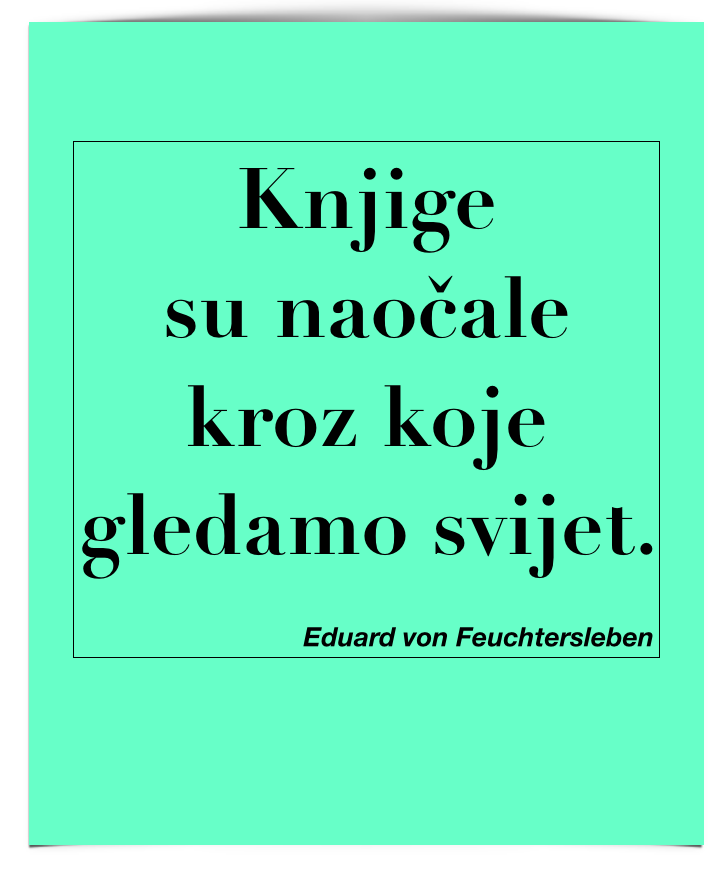 Knjige
su naočale
kroz koje
gledamo svijet.
Eduard von Feuchtersleben